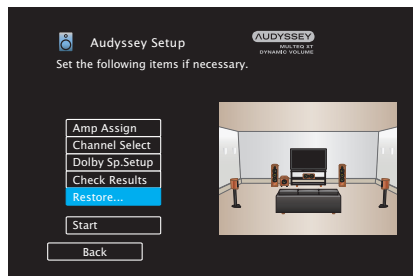 Audyssey Setup
AUDYSSEY
MULTEQ XT
DYNAMIC VOLUME
Set the following items if necessary.
Amp Assign
Channel Select
Dolby Sp.Setup
Check Results
Restore...
Start
Back